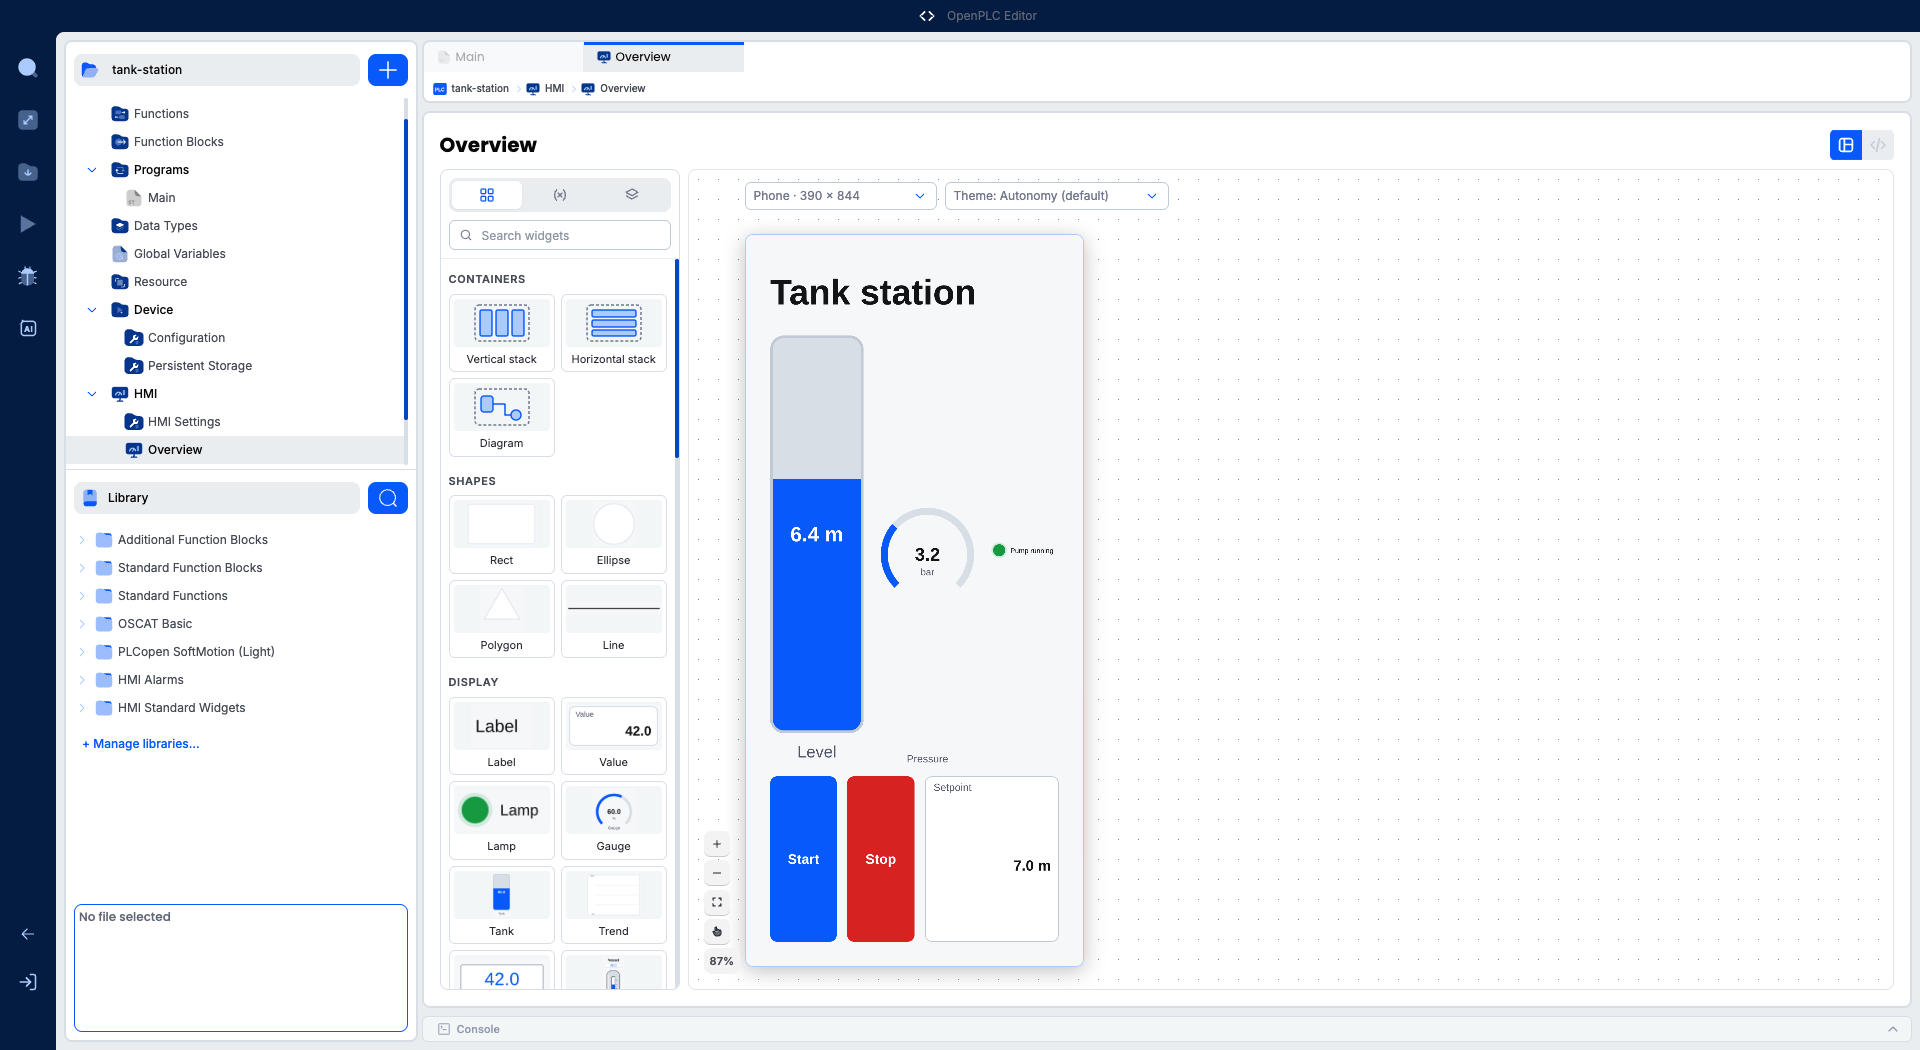 OpenPLC Editor
tank-station
Functions
Function Blocks
Programs
Main
Data Types
Global Variables
Resource
Device
Configuration
Persistent Storage
HMI
HMI Settings
Overview
Library
Additional Function Blocks
Standard Function Blocks
Standard Functions
OSCAT Basic
PLCopen SoftMotion (Light)
HMI Alarms
HMI Standard Widgets
+ Manage libraries...
No file selected
Main
Overview
tank-station
HMI
Overview
Overview
Search widgets
CONTAINERS
Vertical stack
Horizontal stack
Diagram
SHAPES
Rect
Ellipse
Polygon
Line
DISPLAY
Label
Label
Value
42.0
Value
Lamp
Lamp
60.0
Gauge
Gauge
Tank
Trend
42.0
Phone · 390 × 844
Theme: Autonomy (default)
Tank station
6.4 m
Level
3.2
bar
Pressure
Pump running
Start
Stop
Setpoint
7.0 m
87%
Console